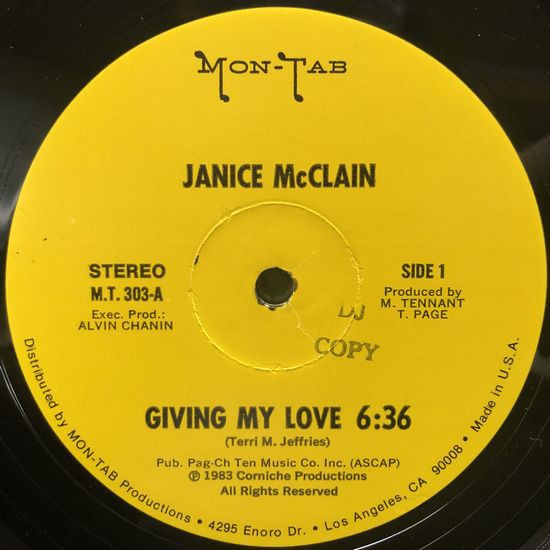 MON-TAB
JANICE McCLAIN
STEREO
M.T. 303-A
Exec. Prod.:
ALVIN CHANIN
SIDE 1
Produced by
M. TENNANT
T. PAGE
DJ
COPY
GIVING MY LOVE 6:36
(Terri M. Jeffries)
Pub. Pag-Ch Ten Music Co. Inc. (ASCAP)
℗ 1983 Corniche Productions
All Rights Reserved
Distributed by MON-TAB Productions • 4295 Enoro Dr. • Los Angeles, CA 90008 • Made in U.S.A.